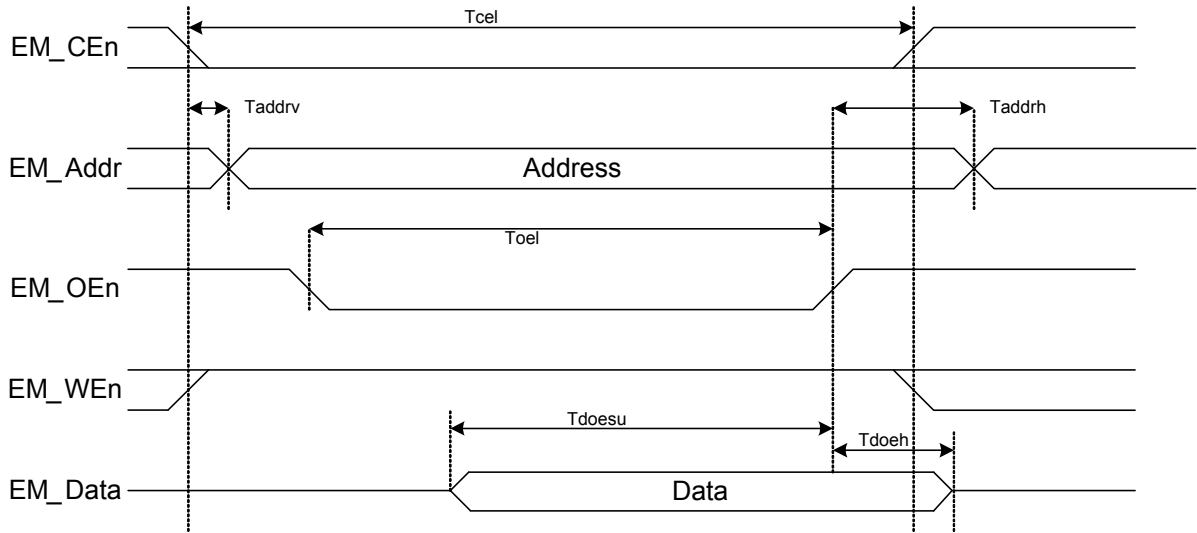 Tcel
EM_CEn
Taddrv
Taddrh
EM_Addr
Address
Toel
EM_OEn
EM_WEn
Tdoesu
Tdoeh
EM_Data
Data